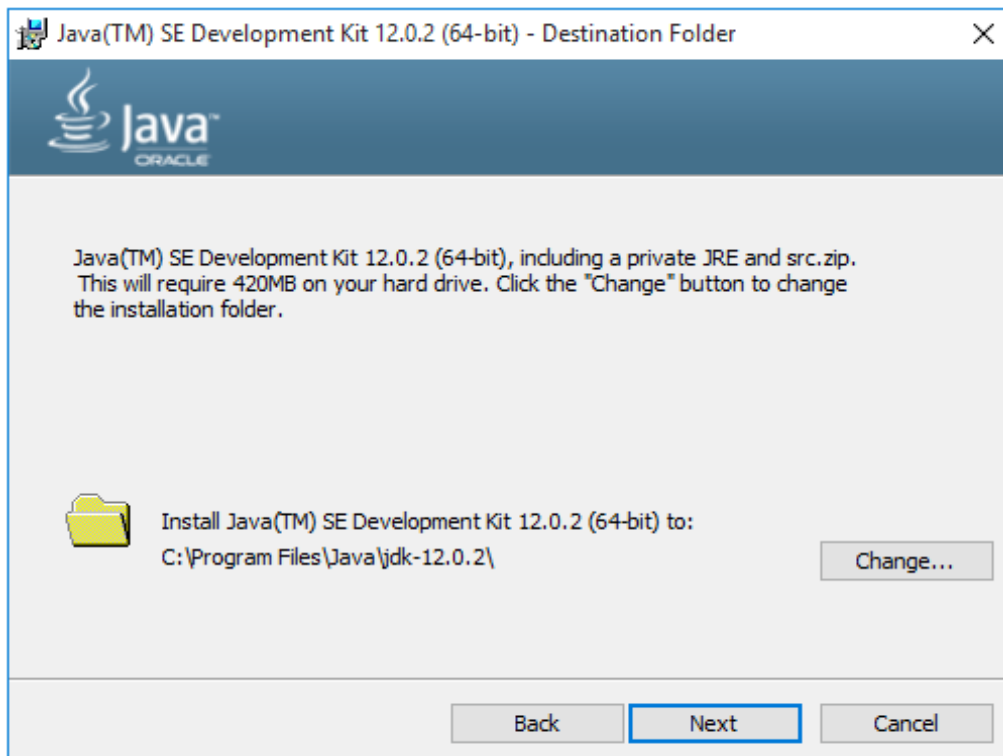 Java(TM) SE Development Kit 12.0.2 (64-bit) - Destination Folder
Java™
ORACLE
Java(TM) SE Development Kit 12.0.2 (64-bit), including a private JRE and src.zip.
This will require 420MB on your hard drive. Click the "Change" button to change
the installation folder.
Install Java(TM) SE Development Kit 12.0.2 (64-bit) to:
C:\Program Files\Java\jdk-12.0.2\
Change...
Back
Next
Cancel